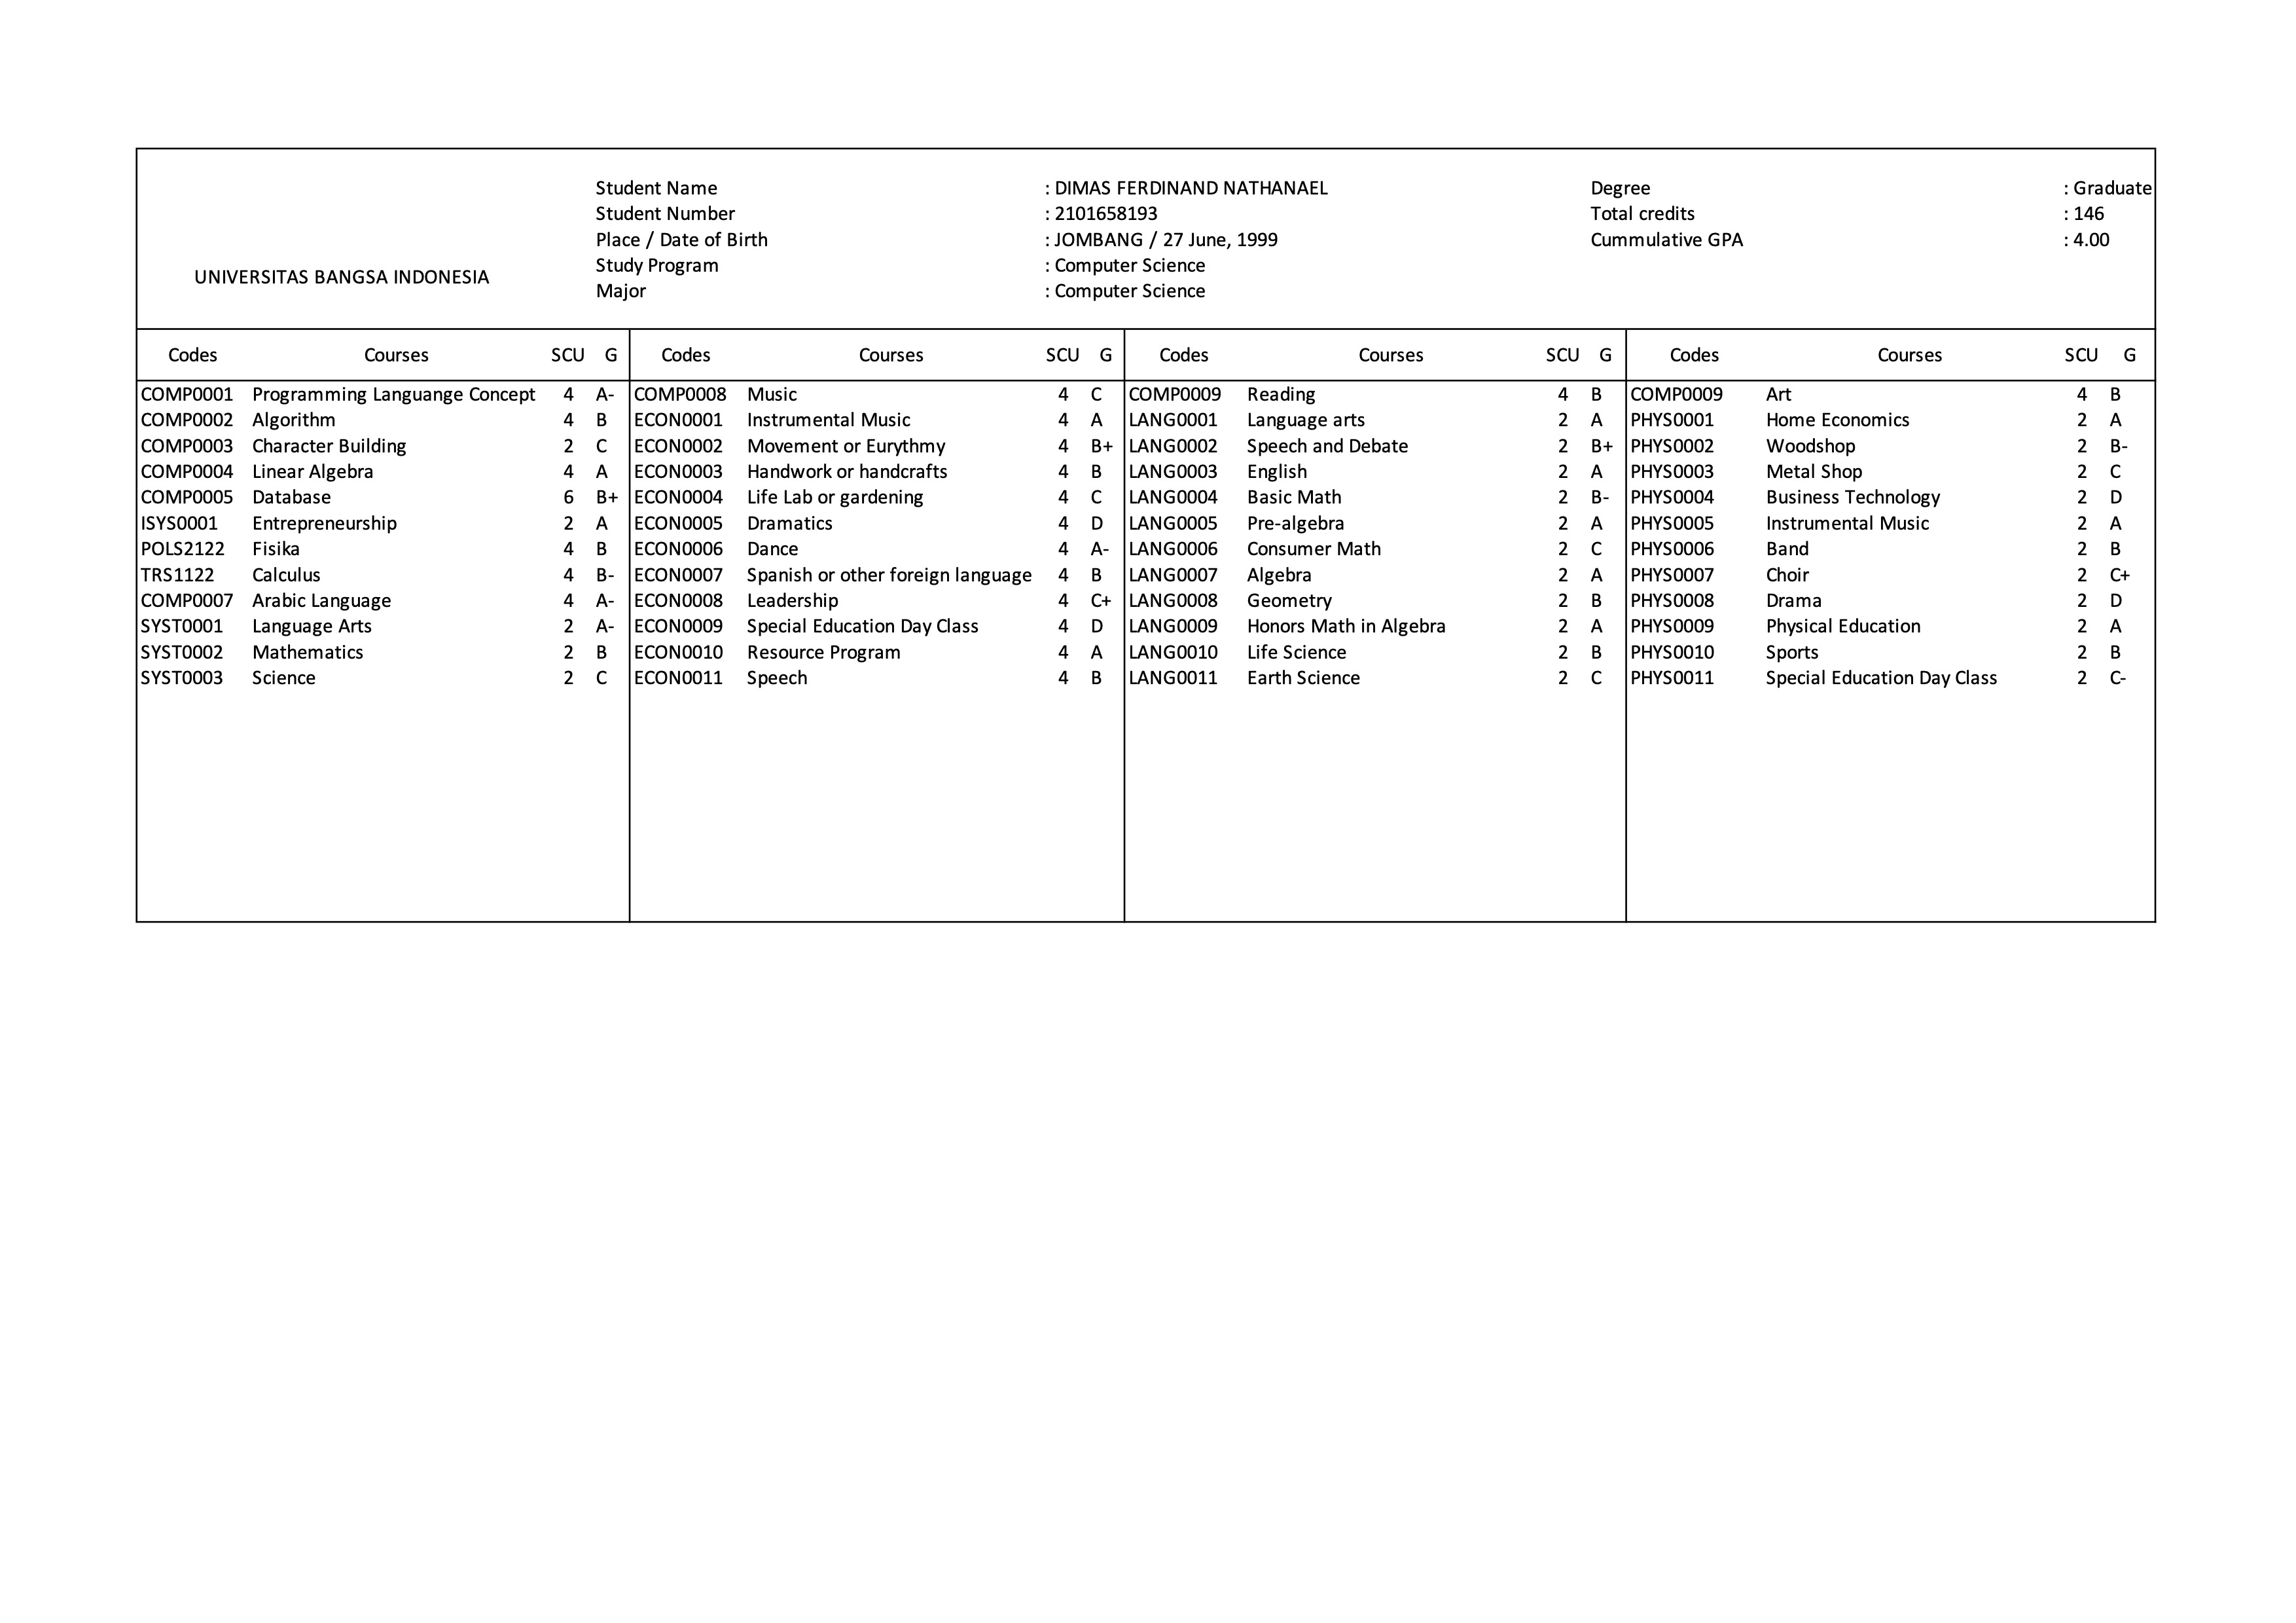 UNIVERSITAS BANGSA INDONESIA
Student Name : DIMAS FERDINAND NATHANAEL
Student Number : 2101658193
Place / Date of Birth : JOMBANG / 27 June, 1999
Study Program : Computer Science
Major : Computer Science
Degree : Graduate
Total credits : 146
Cummulative GPA : 4.00
Codes Courses SCU G
COMP0001 Programming Languange Concept 4 A-
COMP0002 Algorithm 4 B
COMP0003 Character Building 2 C
COMP0004 Linear Algebra 4 A
COMP0005 Database 6 B+
ISYS0001 Entrepreneurship 2 A
POLS2122 Fisika 4 B
TRS1122 Calculus 4 B-
COMP0007 Arabic Language 4 A-
SYST0001 Language Arts 2 A-
SYST0002 Mathematics 2 B
SYST0003 Science 2 C
Codes Courses SCU G
COMP0008 Music 4 C
ECON0001 Instrumental Music 4 A
ECON0002 Movement or Eurythmy 4 B+
ECON0003 Handwork or handcrafts 4 B
ECON0004 Life Lab or gardening 4 C
ECON0005 Dramatics 4 D
ECON0006 Dance 4 A-
ECON0007 Spanish or other foreign language 4 B
ECON0008 Leadership 4 C+
ECON0009 Special Education Day Class 4 D
ECON0010 Resource Program 4 A
ECON0011 Speech 4 B
Codes Courses SCU G
COMP0009 Reading 4 B
LANG0001 Language arts 2 A
LANG0002 Speech and Debate 2 B+
LANG0003 English 2 A
LANG0004 Basic Math 2 B-
LANG0005 Pre-algebra 2 A
LANG0006 Consumer Math 2 C
LANG0007 Algebra 2 A
LANG0008 Geometry 2 B
LANG0009 Honors Math in Algebra 2 A
LANG0010 Life Science 2 B
LANG0011 Earth Science 2 C
Codes Courses SCU G
COMP0009 Art 4 B
PHYS0001 Home Economics 2 A
PHYS0002 Woodshop 2 B-
PHYS0003 Metal Shop 2 C
PHYS0004 Business Technology 2 D
PHYS0005 Instrumental Music 2 A
PHYS0006 Band 2 B
PHYS0007 Choir 2 C+
PHYS0008 Drama 2 D
PHYS0009 Physical Education 2 A
PHYS0010 Sports 2 B
PHYS0011 Special Education Day Class 2 C-